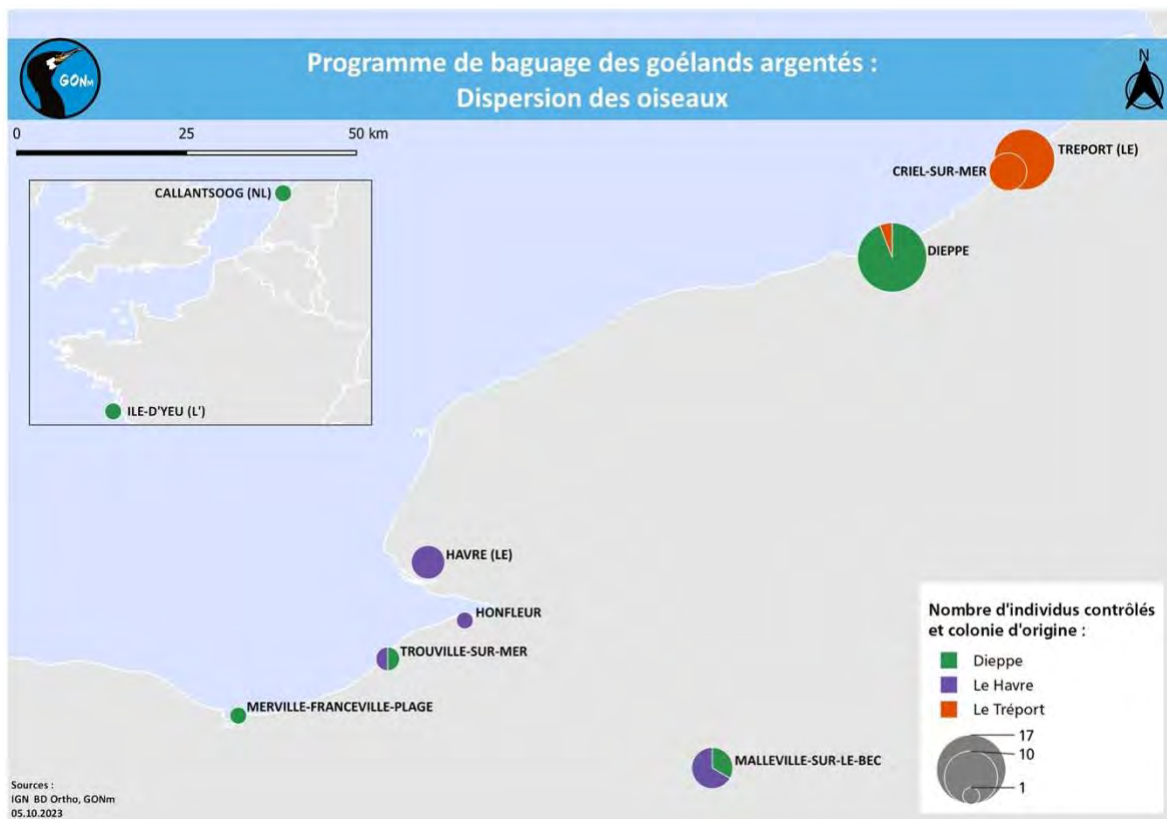 GONm
Programme de baguage des goélands argentés :
Dispersion des oiseaux
N
0 25 50 km
TREPORT (LE)
CRIEL-SUR-MER
CALLANTSOOG (NL)
DIEPPE
ILE-D'YEU (L')
HAVRE (LE)
HONFLEUR
TROUVILLE-SUR-MER
MERVILLE-FRANCEVILLE-PLAGE
MALLEVILLE-SUR-LE-BEC
Nombre d'individus contrôlés
et colonie d'origine :
Dieppe
Le Havre
Le Tréport
17
10
1
Sources :
IGN BD Ortho, GONm
05.10.2023